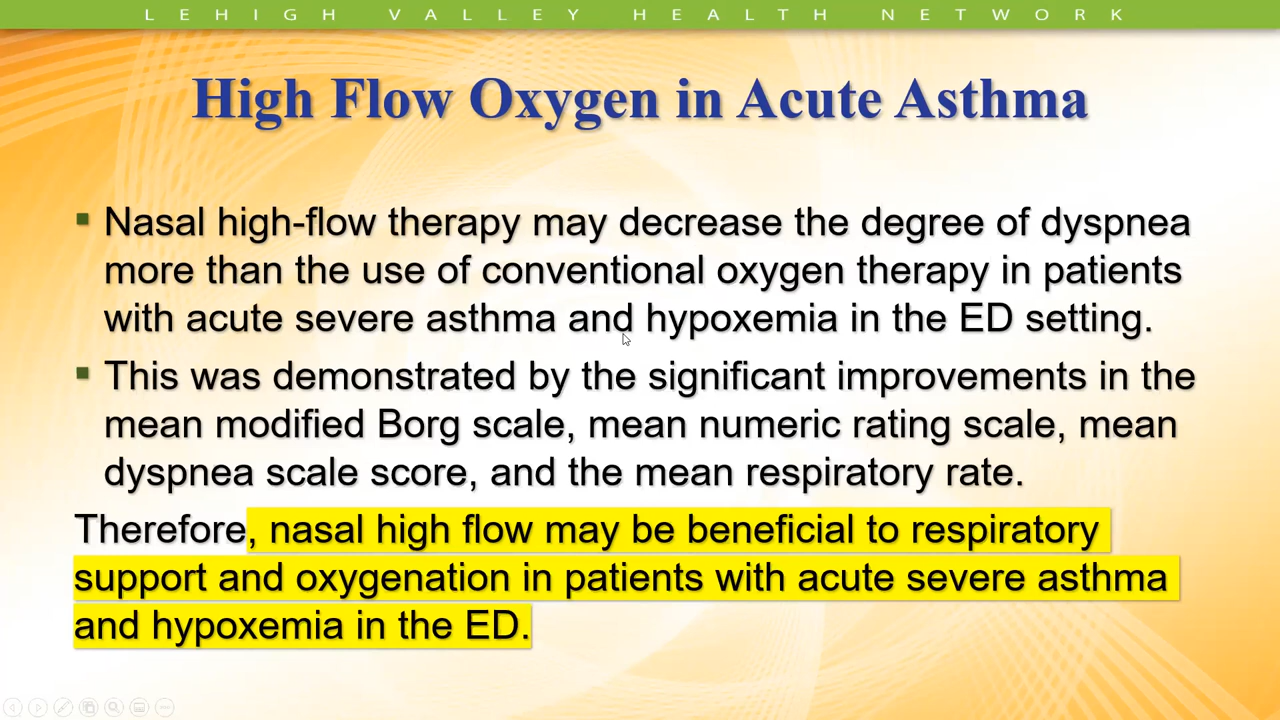 LEHIGH VALLEY HEALTH NETWORK
High Flow Oxygen in Acute Asthma
▪ Nasal high-flow therapy may decrease the degree of dyspnea
more than the use of conventional oxygen therapy in patients
with acute severe asthma and hypoxemia in the ED setting.
▪ This was demonstrated by the significant improvements in the
mean modified Borg scale, mean numeric rating scale, mean
dyspnea scale score, and the mean respiratory rate.
Therefore, nasal high flow may be beneficial to respiratory
support and oxygenation in patients with acute severe asthma
and hypoxemia in the ED.